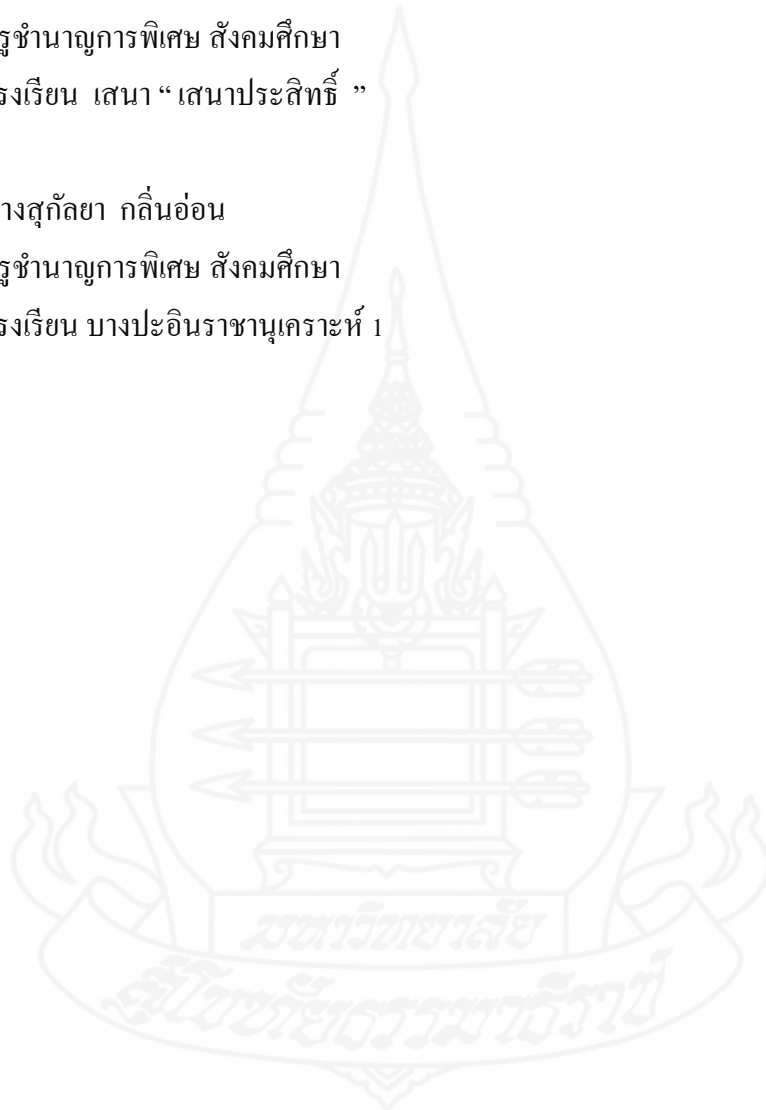 รูชำนาญการพิเศษ สังคมศึกษา
รงเรียน เสนา “ เสนาประสิทธิ์ ”
างสุกัลยา กลิ่นอ่อน
รูชำนาญการพิเศษ สังคมศึกษา
รงเรียน บางปะอินราชานุเคราะห์ 1
มหาวิทยาลัย
สุโขทัยธรรมาธิราช